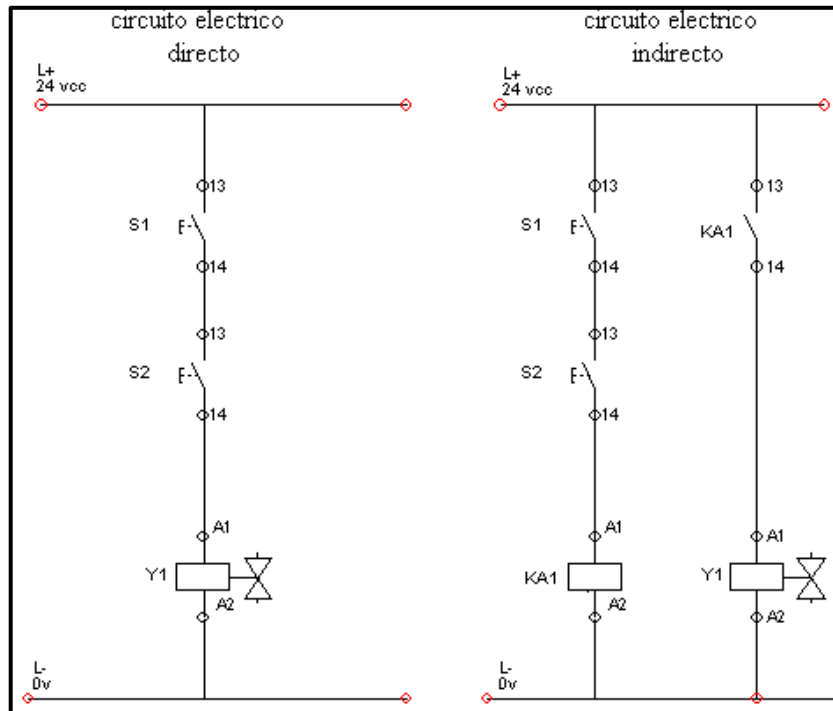 circuito electrico
directo
L+
24 vcc
13
S1
E
14
13
S2
E
14
A1
Y1
A2
L-
0v
circuito electrico
indirecto
L+
24 vcc
13
13
S1
E
KA1
14
14
13
S2
E
14
A1
A1
KA1
Y1
A2
A2
L-
0v